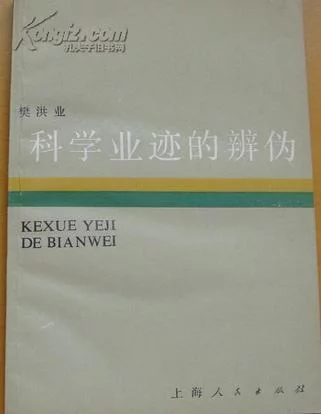 Kongfz.com
孔夫子旧书网
樊洪业
科学业迹的辨伪
KEXUE YEJI
DE BIANWEI
上海人民出版社